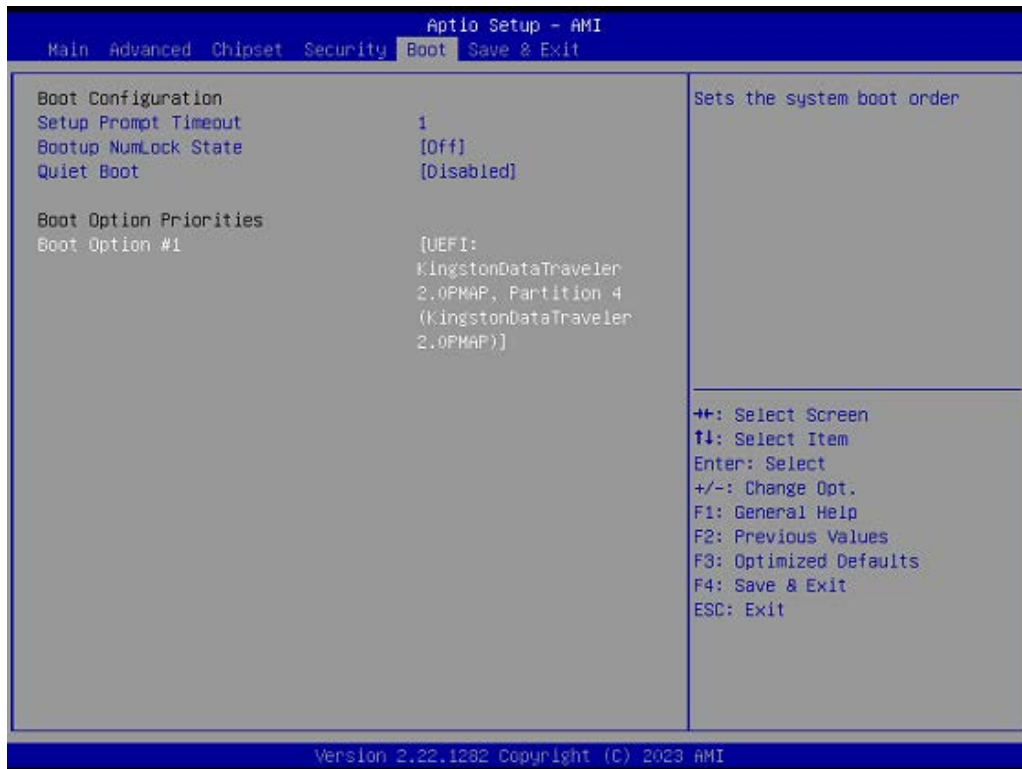 Aptio Setup - AMI
Main Advanced Chipset Security Boot Save & Exit
Boot Configuration
Setup Prompt Timeout 1
Bootup NumLock State [Off]
Quiet Boot [Disabled]
Boot Option Priorities
Boot Option #1 [UEFI:
KingstonDataTraveler
2.0PMAP, Partition 4
(KingstonDataTraveler
2.0PMAP)]
Sets the system boot order
→←: Select Screen
↑↓: Select Item
Enter: Select
+/-: Change Opt.
F1: General Help
F2: Previous Values
F3: Optimized Defaults
F4: Save & Exit
ESC: Exit
Version 2.22.1282 Copyright (C) 2023 AMI